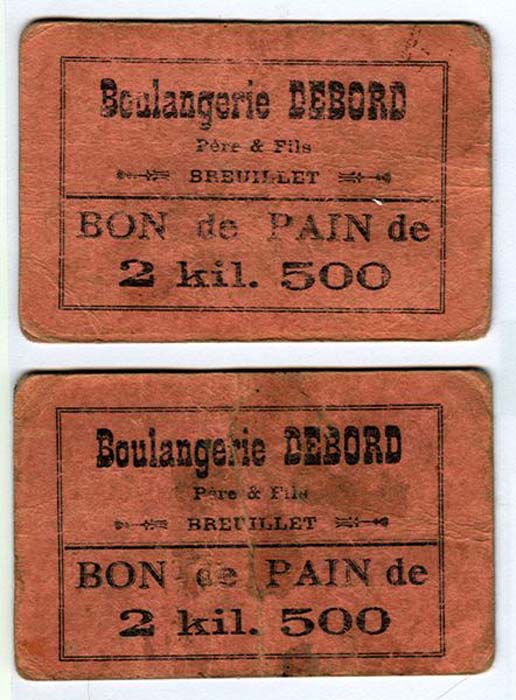 Boulangerie DEBORD
Père & Fils
BREUILLET
BON de PAIN de
2 kil. 500
Boulangerie DEBORD
Père & Fils
BREUILLET
BON de PAIN de
2 kil. 500